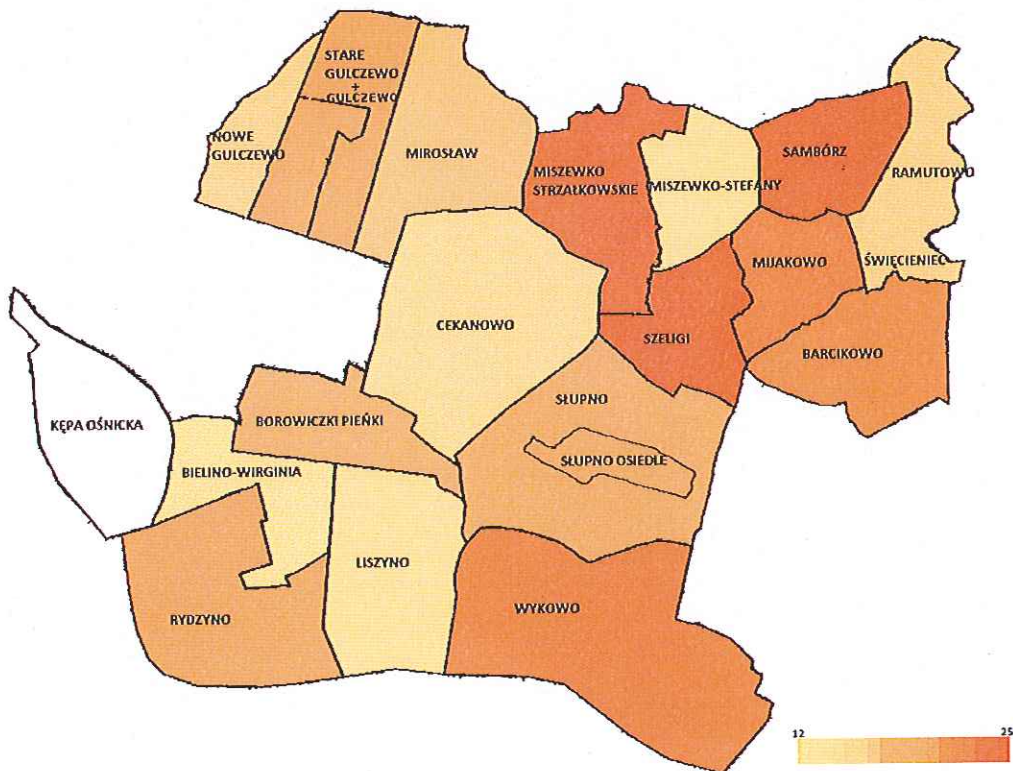 STARE
GULCZEWO
+
GULCZEWO
NOWE
GULCZEWO
MIROSŁAW
MISZEWKO
STRZAŁKOWSKIE
MISZEWKO-STEFANY
SAMBÓRZ
RAMUTOWO
MIJAKOWO
ŚWIĘCIENIEC
CEKANOWO
SZELIGI
BARCIKOWO
KĘPA OŚNICKA
BOROWICZKI PIEŃKI
SŁUPNO
SŁUPNO OSIEDLE
BIELINO-WIRGINIA
LISZYNO
RYDZYNO
WYKOWO
12
25